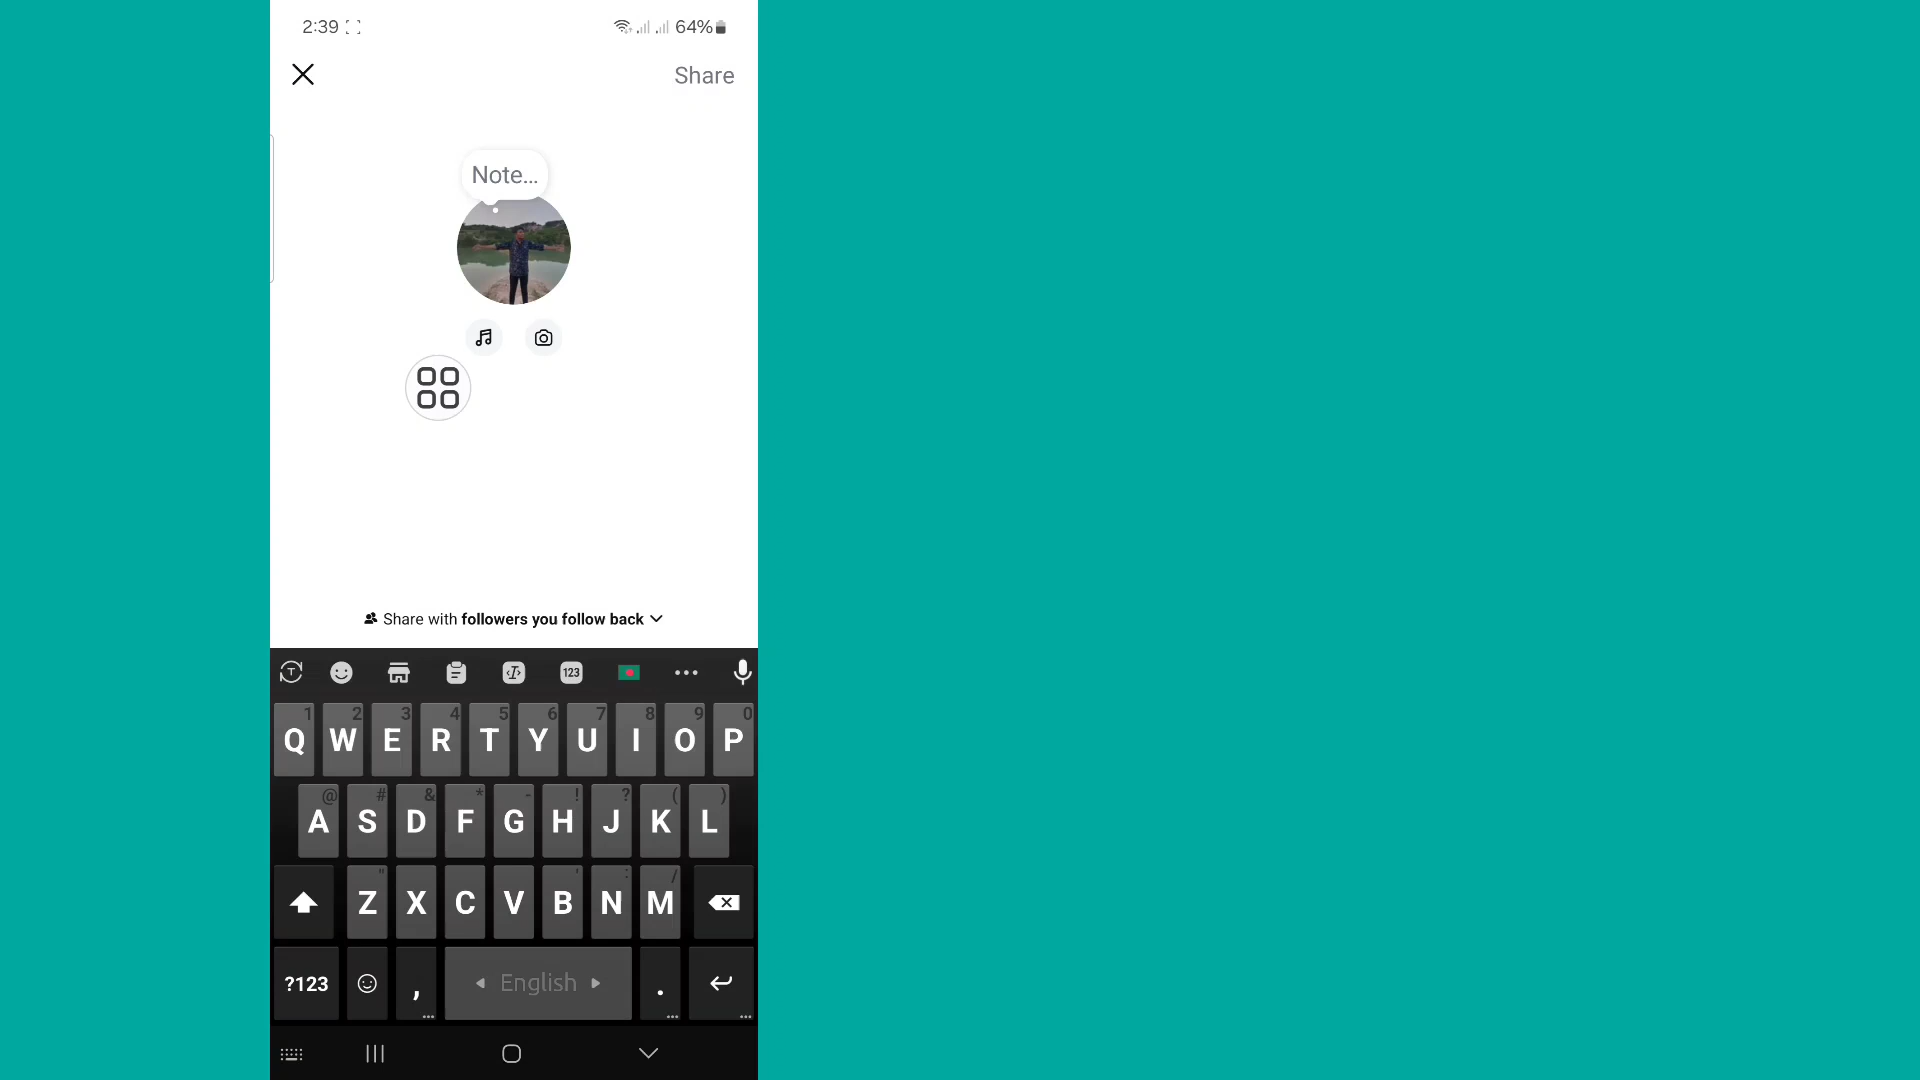 2:39 64%
Share
Note...
Share with followers you follow back
T 123
1 2 3 4 5 6 7 8 9 0
Q W E R T Y U I O P
@ # & * - ! ? ( )
A S D F G H J K L
" ' : /
Z X C V B N M
?123 , English .